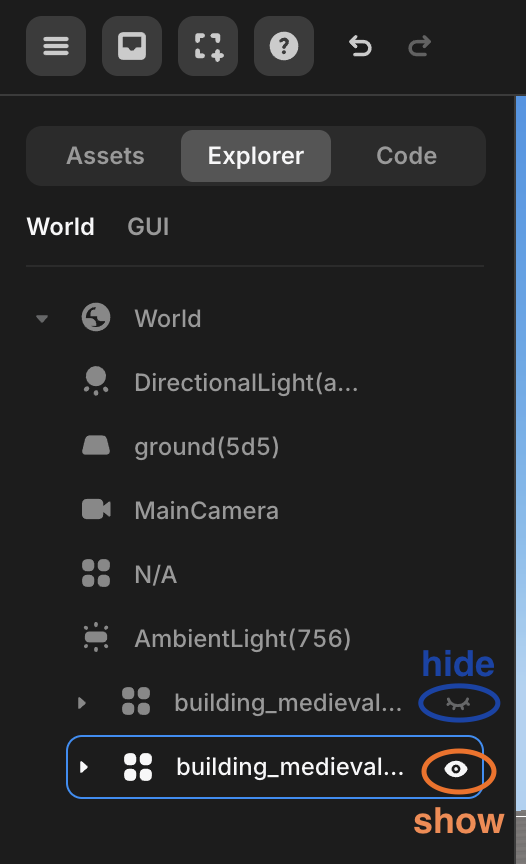 ?
Assets Explorer Code
World GUI
World
DirectionalLight(a...
ground(5d5)
MainCamera
N/A
AmbientLight(756)
hide
building_medieval...
building_medieval...
show